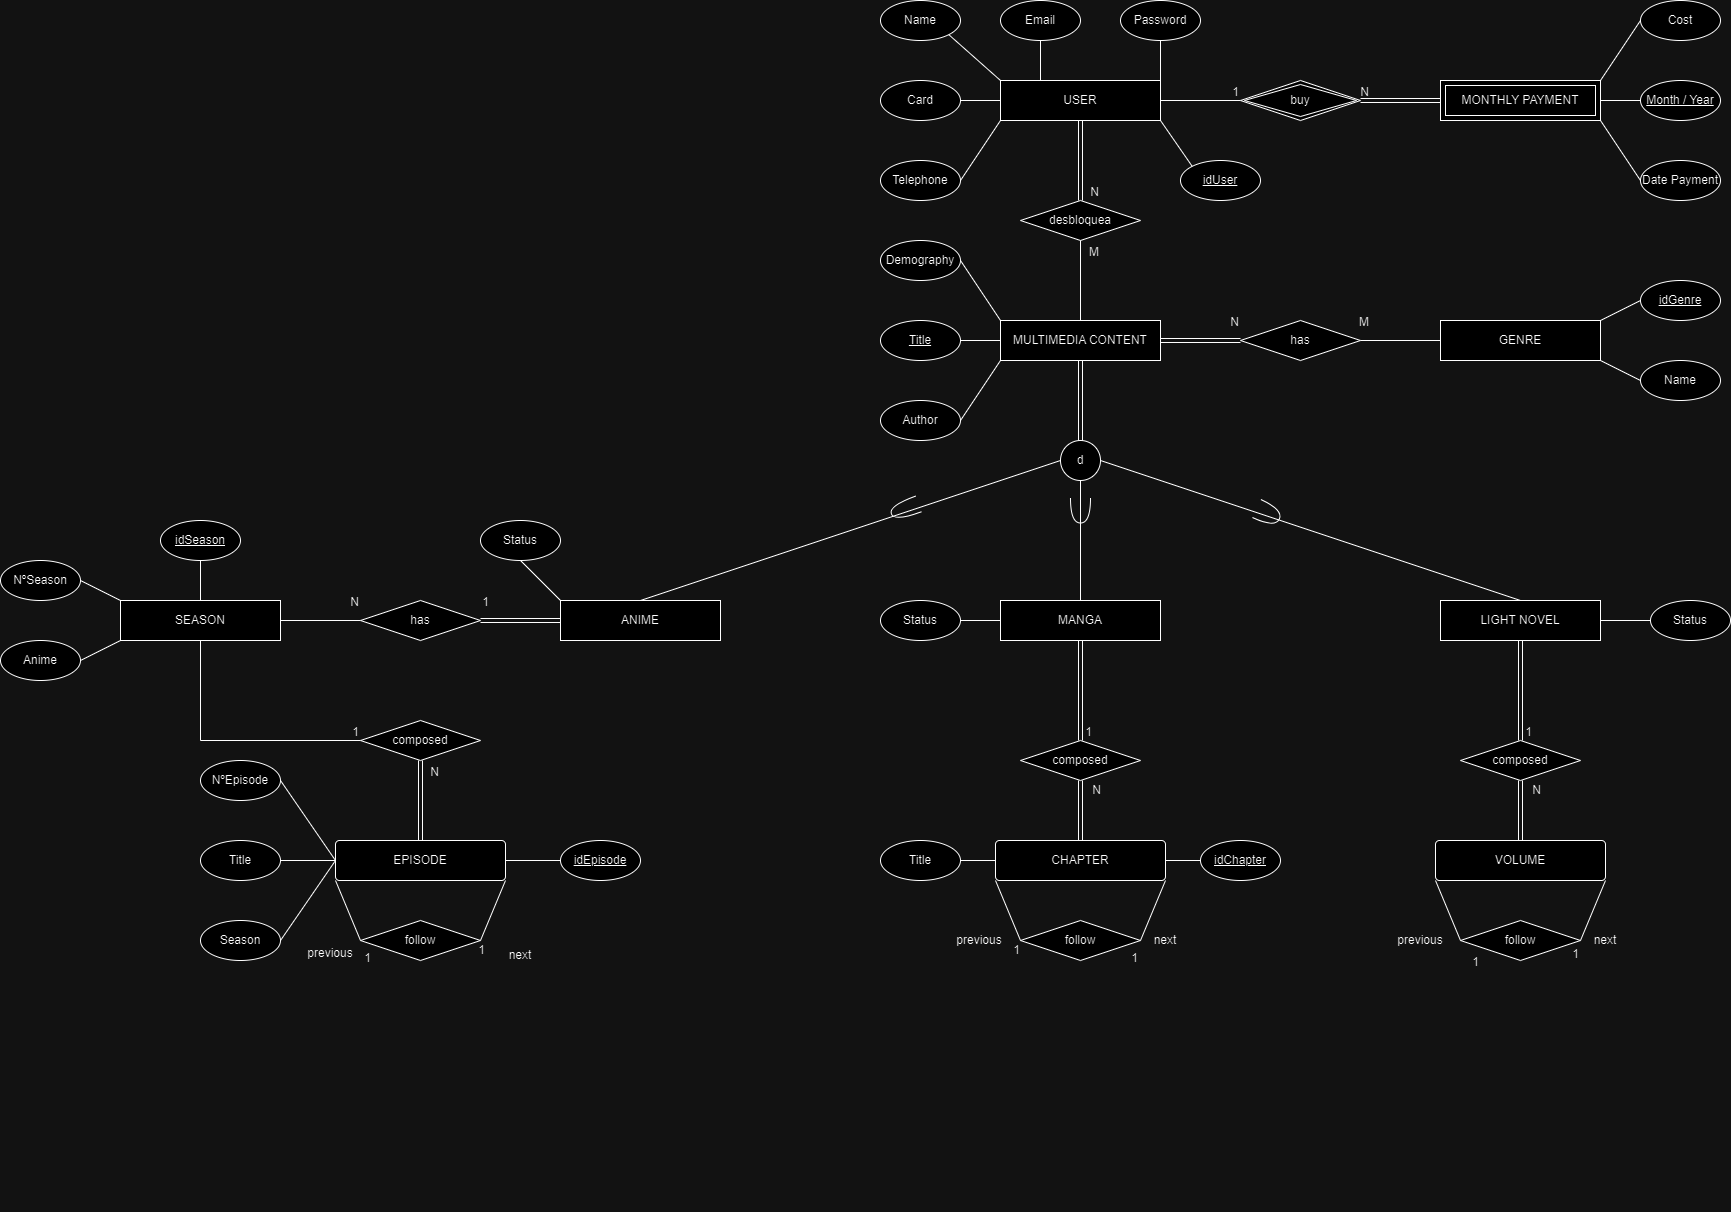 Name
Email
Password
Cost
Card
USER
1
buy
N
MONTHLY PAYMENT
Month / Year
Telephone
idUser
Date Payment
N
desbloquea
M
Demography
idGenre
Title
MULTIMEDIA CONTENT
N
has
M
GENRE
Name
Author
d
idSeason
Status
NºSeason
SEASON
N
has
1
ANIME
Status
MANGA
LIGHT NOVEL
Status
Anime
1
composed
N
1
composed
N
1
composed
N
NºEpisode
Title
EPISODE
idEpisode
Title
CHAPTER
idChapter
VOLUME
Season
previous
1
follow
1
next
previous
1
follow
1
next
previous
1
follow
1
next